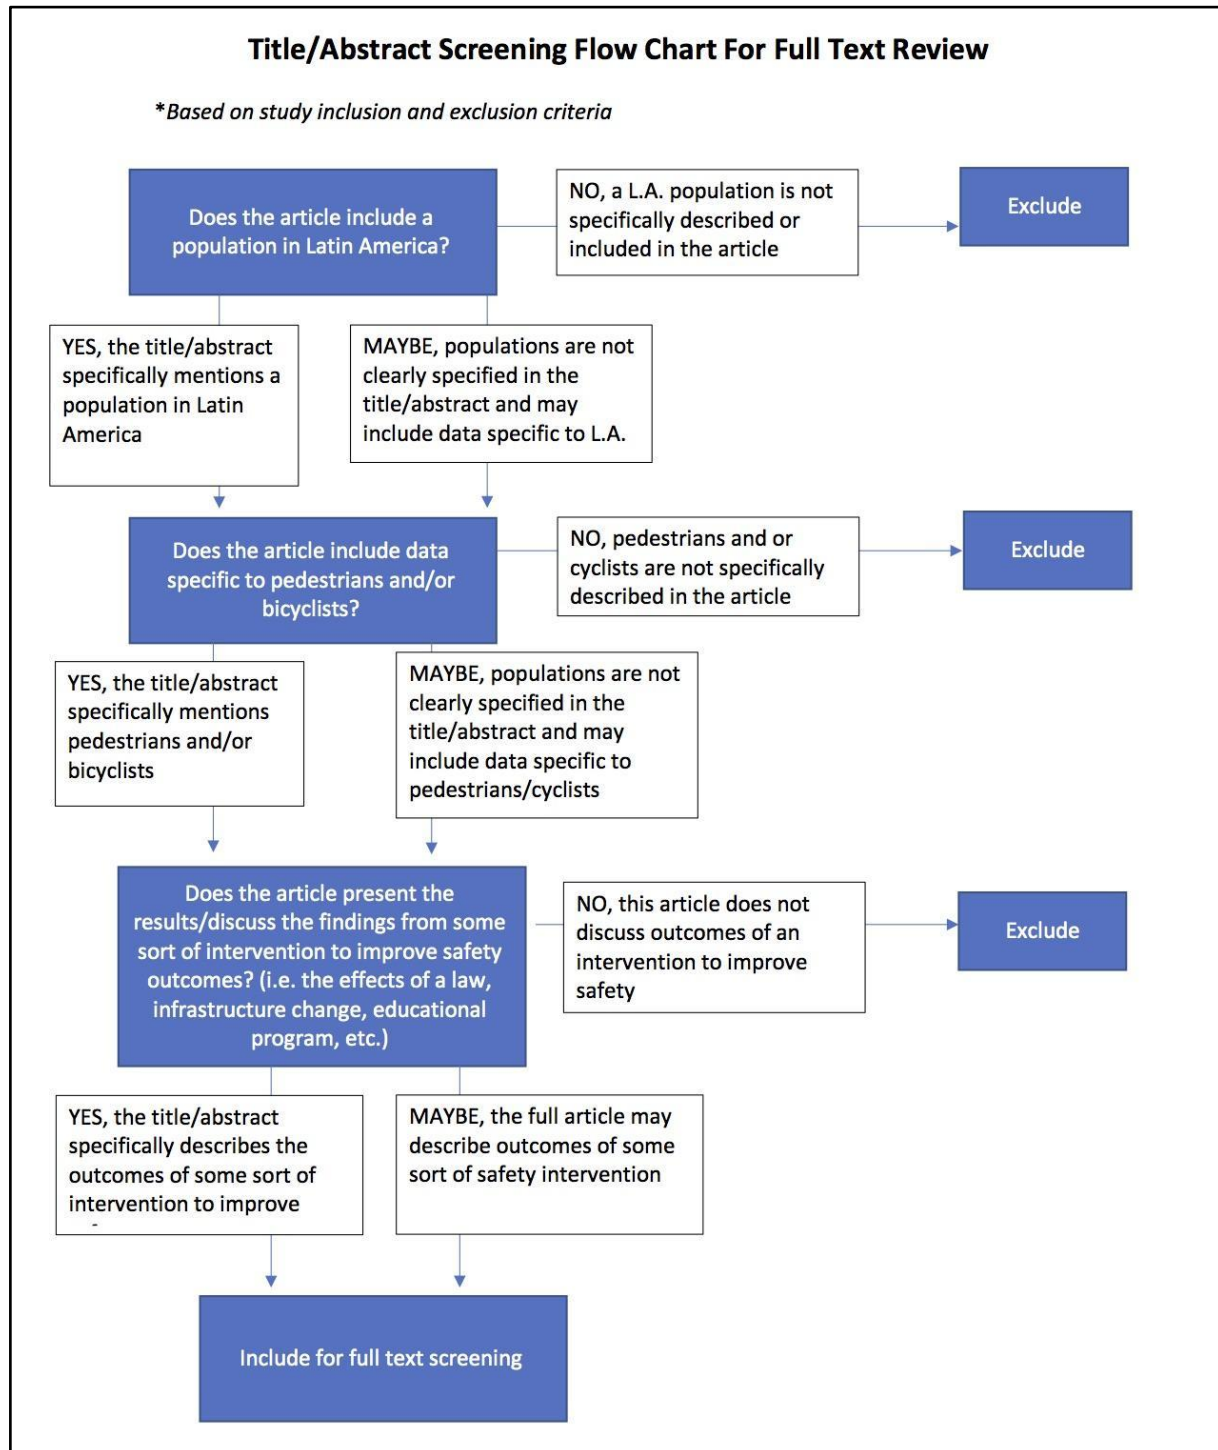 Title/Abstract Screening Flow Chart For Full Text Review
*Based on study inclusion and exclusion criteria
Does the article include a
population in Latin America?
NO, a L.A. population is not
specifically described or
included in the article
Exclude
YES, the title/abstract
specifically mentions a
population in Latin
America
MAYBE, populations are not
clearly specified in the
title/abstract and may
include data specific to L.A.
Does the article include data
specific to pedestrians and/or
bicyclists?
NO, pedestrians and or
cyclists are not specifically
described in the article
Exclude
YES, the title/abstract
specifically mentions
pedestrians and/or
bicyclists
MAYBE, populations are not
clearly specified in the
title/abstract and may
include data specific to
pedestrians/cyclists
Does the article present the
results/discuss the findings from some
sort of intervention to improve safety
outcomes? (i.e. the effects of a law,
infrastructure change, educational
program, etc.)
NO, this article does not
discuss outcomes of an
intervention to improve
safety
Exclude
YES, the title/abstract
specifically describes the
outcomes of some sort of
intervention to improve
MAYBE, the full article may
describe outcomes of some
sort of safety intervention
Include for full text screening